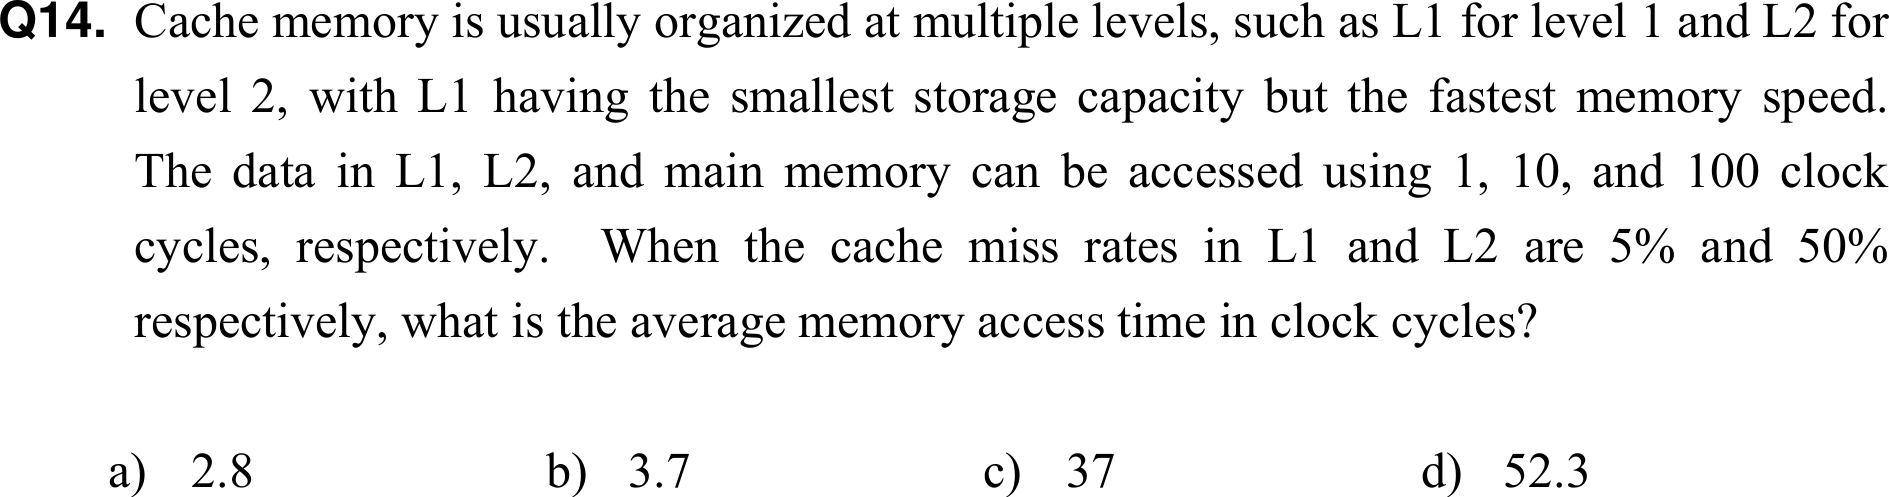 Q14. Cache memory is usually organized at multiple levels, such as L1 for level 1 and L2 for
level 2, with L1 having the smallest storage capacity but the fastest memory speed.
The data in L1, L2, and main memory can be accessed using 1, 10, and 100 clock
cycles, respectively. When the cache miss rates in L1 and L2 are 5% and 50%
respectively, what is the average memory access time in clock cycles?
a) 2.8 b) 3.7 c) 37 d) 52.3